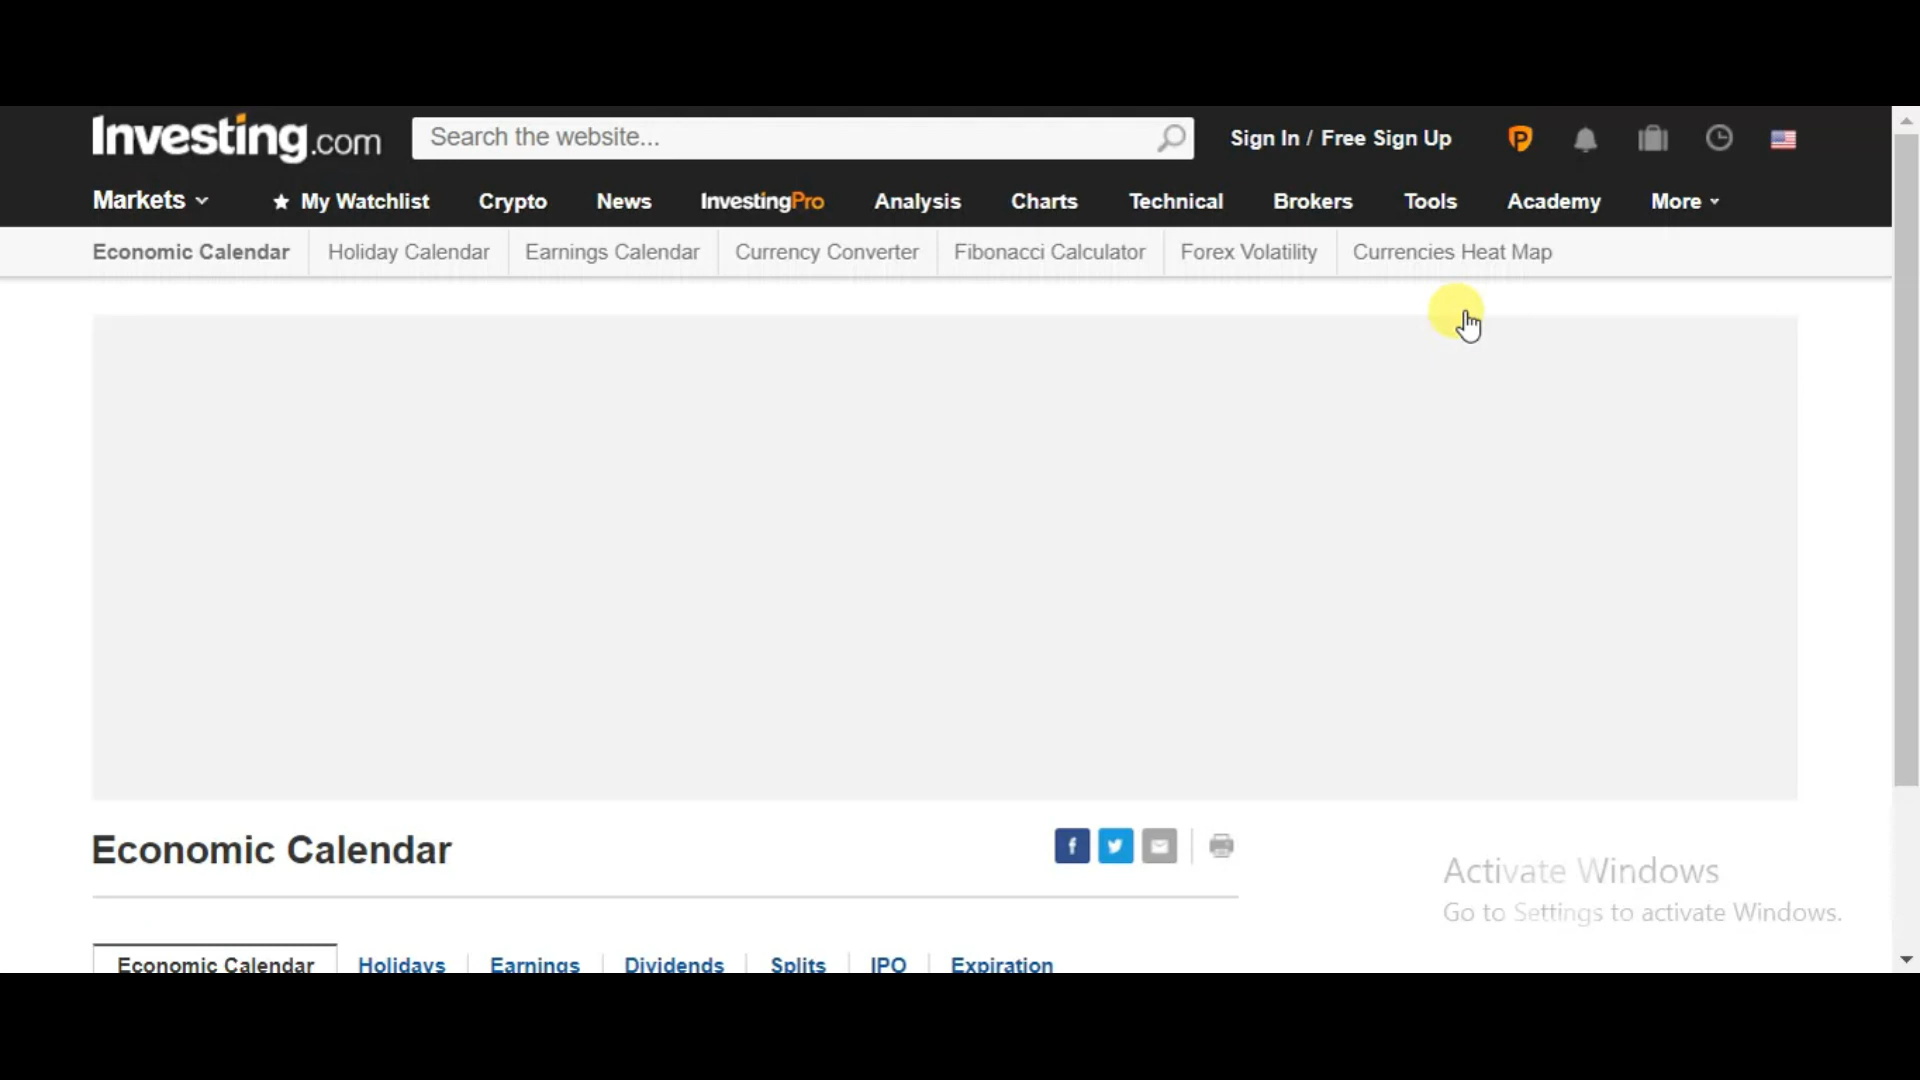 Investing.com Search the website... Sign In / Free Sign Up
Markets My Watchlist Crypto News InvestingPro Analysis Charts Technical Brokers Tools Academy More
Economic Calendar Holiday Calendar Earnings Calendar Currency Converter Fibonacci Calculator Forex Volatility Currencies Heat Map
Economic Calendar
Activate Windows
Go to Settings to activate Windows.
Economic Calendar Holidays Earnings Dividends Splits IPO Expiration